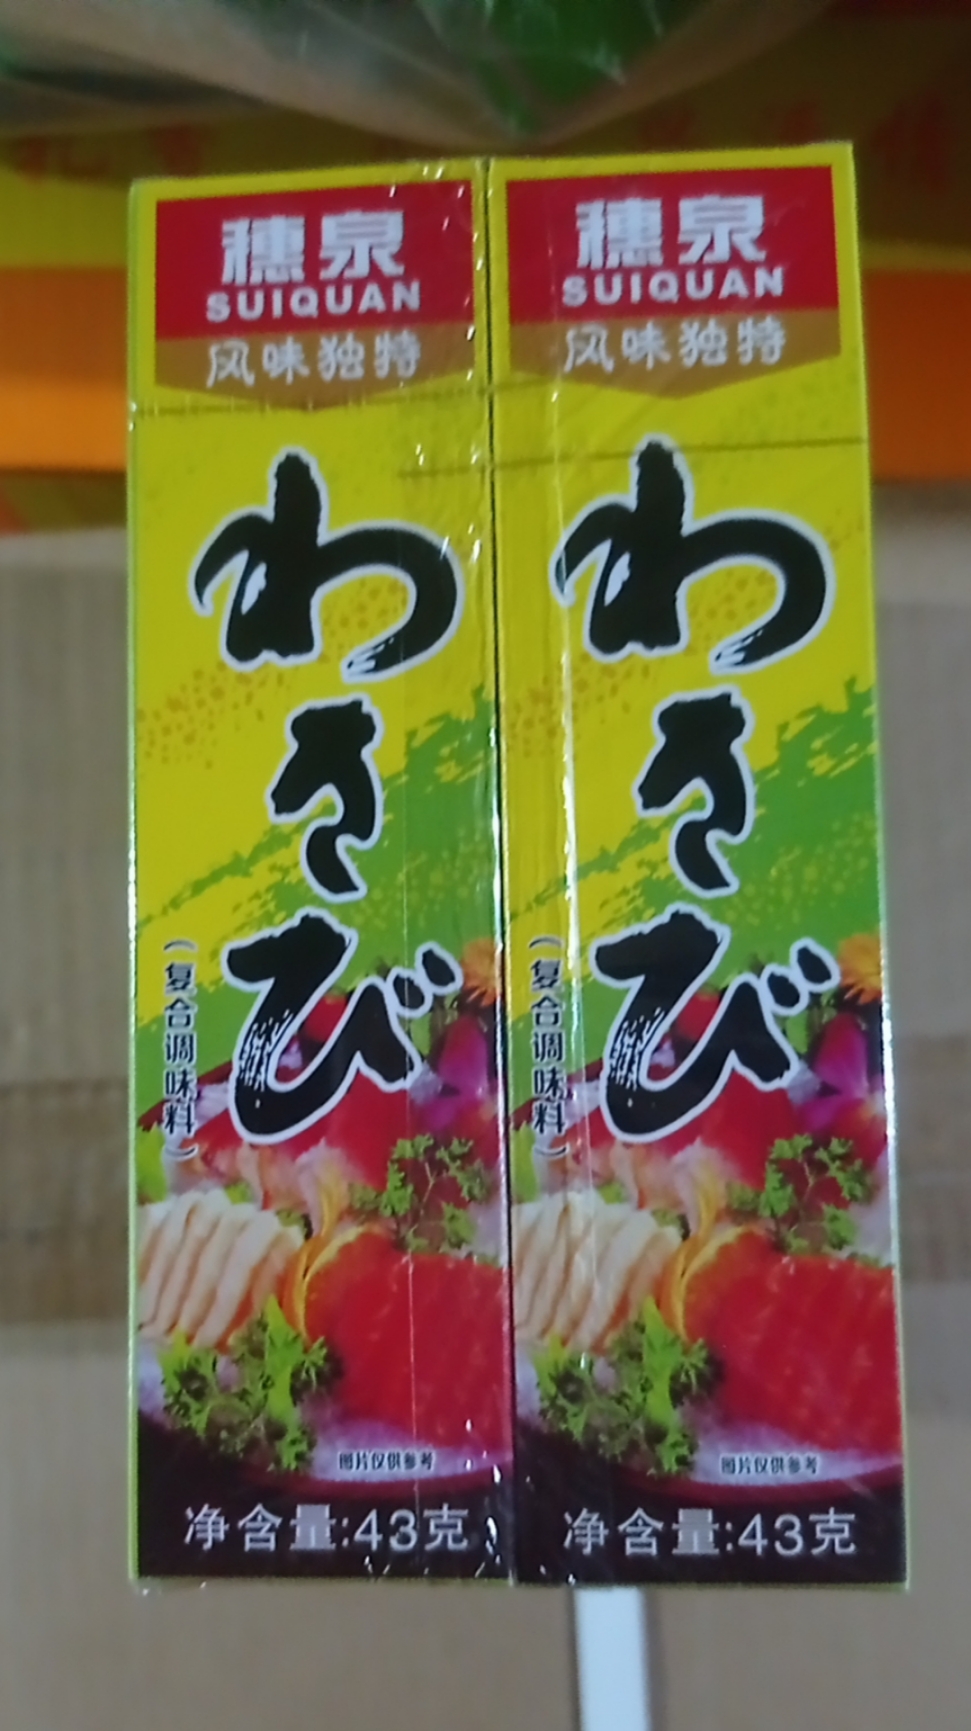 穗泉
SUIQUAN
风味独特
わさび
(复合调味料)
图片仅供参考
净含量:43克
穗泉
SUIQUAN
风味独特
わさび
(复合调味料)
图片仅供参考
净含量:43克